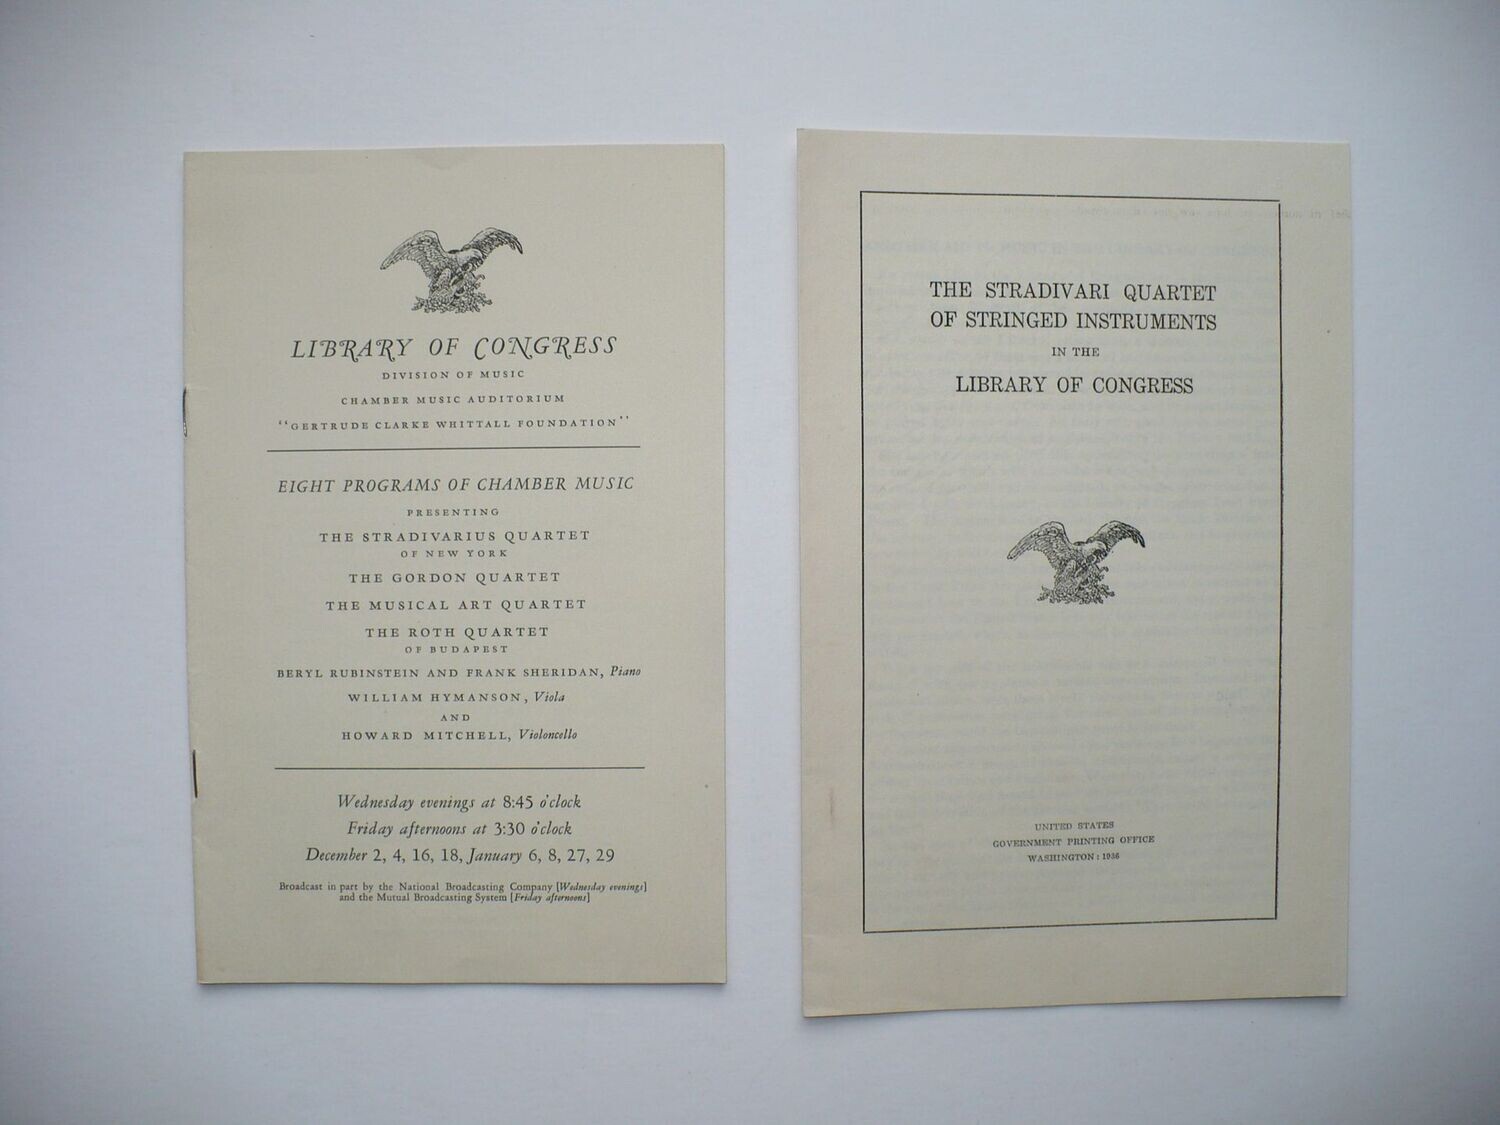 LIBRARY OF CONGRESS
DIVISION OF MUSIC
CHAMBER MUSIC AUDITORIUM
"GERTRUDE CLARKE WHITTALL FOUNDATION"
EIGHT PROGRAMS OF CHAMBER MUSIC
PRESENTING
THE STRADIVARIUS QUARTET
OF NEW YORK
THE GORDON QUARTET
THE MUSICAL ART QUARTET
THE ROTH QUARTET
OF BUDAPEST
BERYL RUBINSTEIN AND FRANK SHERIDAN, Piano
WILLIAM HYMANSON, Viola
AND
HOWARD MITCHELL, Violoncello
Wednesday evenings at 8:45 o'clock
Friday afternoons at 3:30 o'clock
December 2, 4, 16, 18, January 6, 8, 27, 29
Broadcast in part by the National Broadcasting Company [Wednesday evenings]
and the Mutual Broadcasting System [Friday afternoons]
THE STRADIVARI QUARTET
OF STRINGED INSTRUMENTS
IN THE
LIBRARY OF CONGRESS
UNITED STATES
GOVERNMENT PRINTING OFFICE
WASHINGTON : 1936